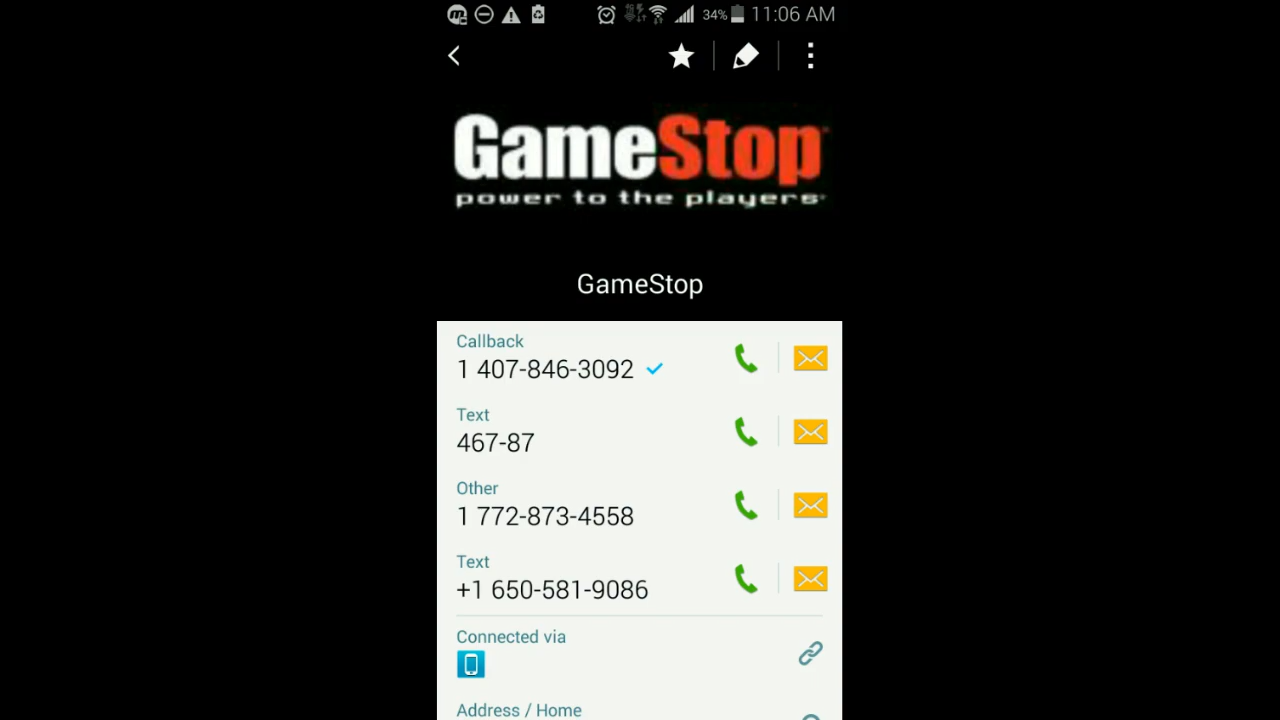 34% 11:06 AM
GameStop
power to the players
GameStop
Callback
1 407-846-3092
Text
467-87
Other
1 772-873-4558
Text
+1 650-581-9086
Connected via
Address / Home